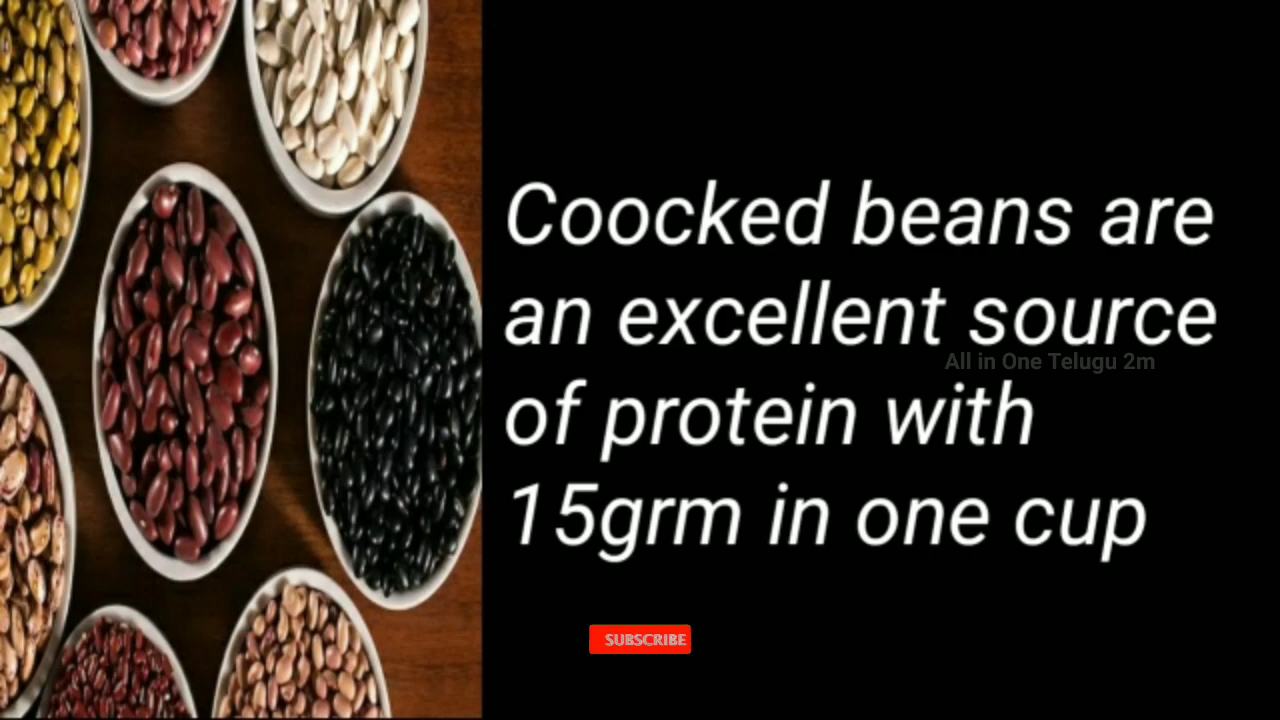 Coocked beans are
an excellent source
All in One Telugu 2m
of protein with
15grm in one cup
SUBSCRIBE